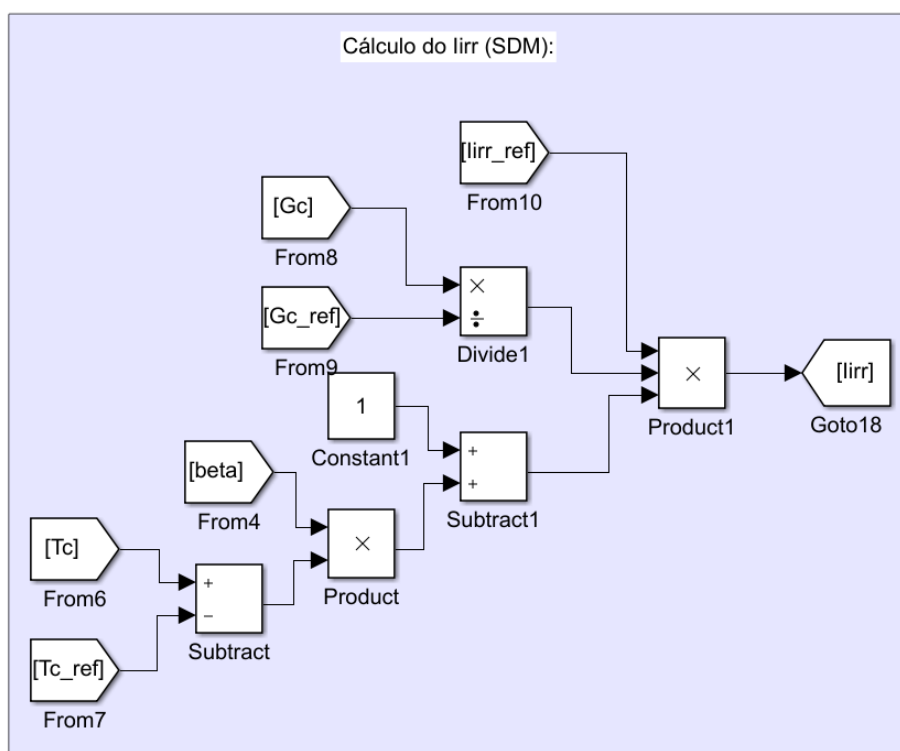 Cálculo do Iirr (SDM):
[Iirr_ref]
From10
[Gc]
From8
×
÷
Divide1
[Gc_ref]
From9
×
Product1
[Iirr]
Goto18
1
Constant1
+
+
Subtract1
[beta]
From4
×
Product
[Tc]
From6
+
−
Subtract
[Tc_ref]
From7